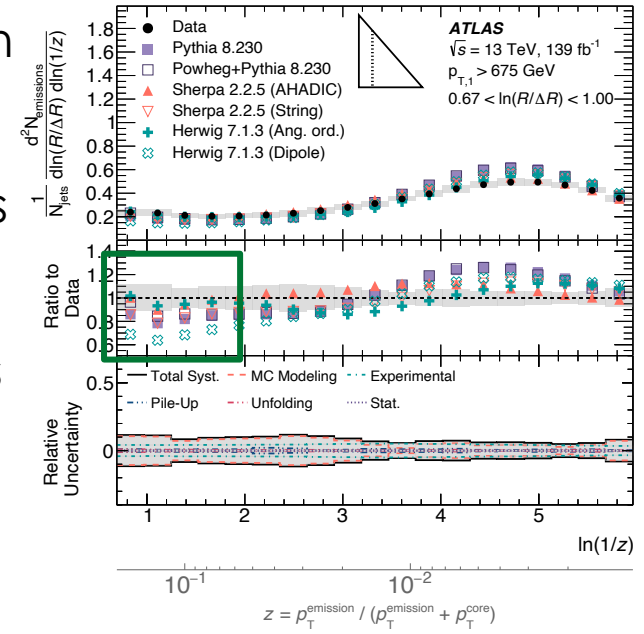 n
s
s
1.8
1.6
1.4
1.2
1
0.8
0.6
0.4
0.2
1/N_jets d²N_emissions / dln(R/ΔR) dln(1/z)
Data
Pythia 8.230
Powheg+Pythia 8.230
Sherpa 2.2.5 (AHADIC)
Sherpa 2.2.5 (String)
Herwig 7.1.3 (Ang. ord.)
Herwig 7.1.3 (Dipole)
ATLAS
√s = 13 TeV, 139 fb⁻¹
p_T,1 > 675 GeV
0.67 < ln(R/ΔR) < 1.00
1.4
1.2
1
0.8
0.6
Ratio to
Data
0.5
0
Relative
Uncertainty
Total Syst. MC Modeling Experimental
Pile-Up Unfolding Stat.
1 2 3 4 5
ln(1/z)
10⁻¹ 10⁻²
z = p_T^emission / (p_T^emission + p_T^core)